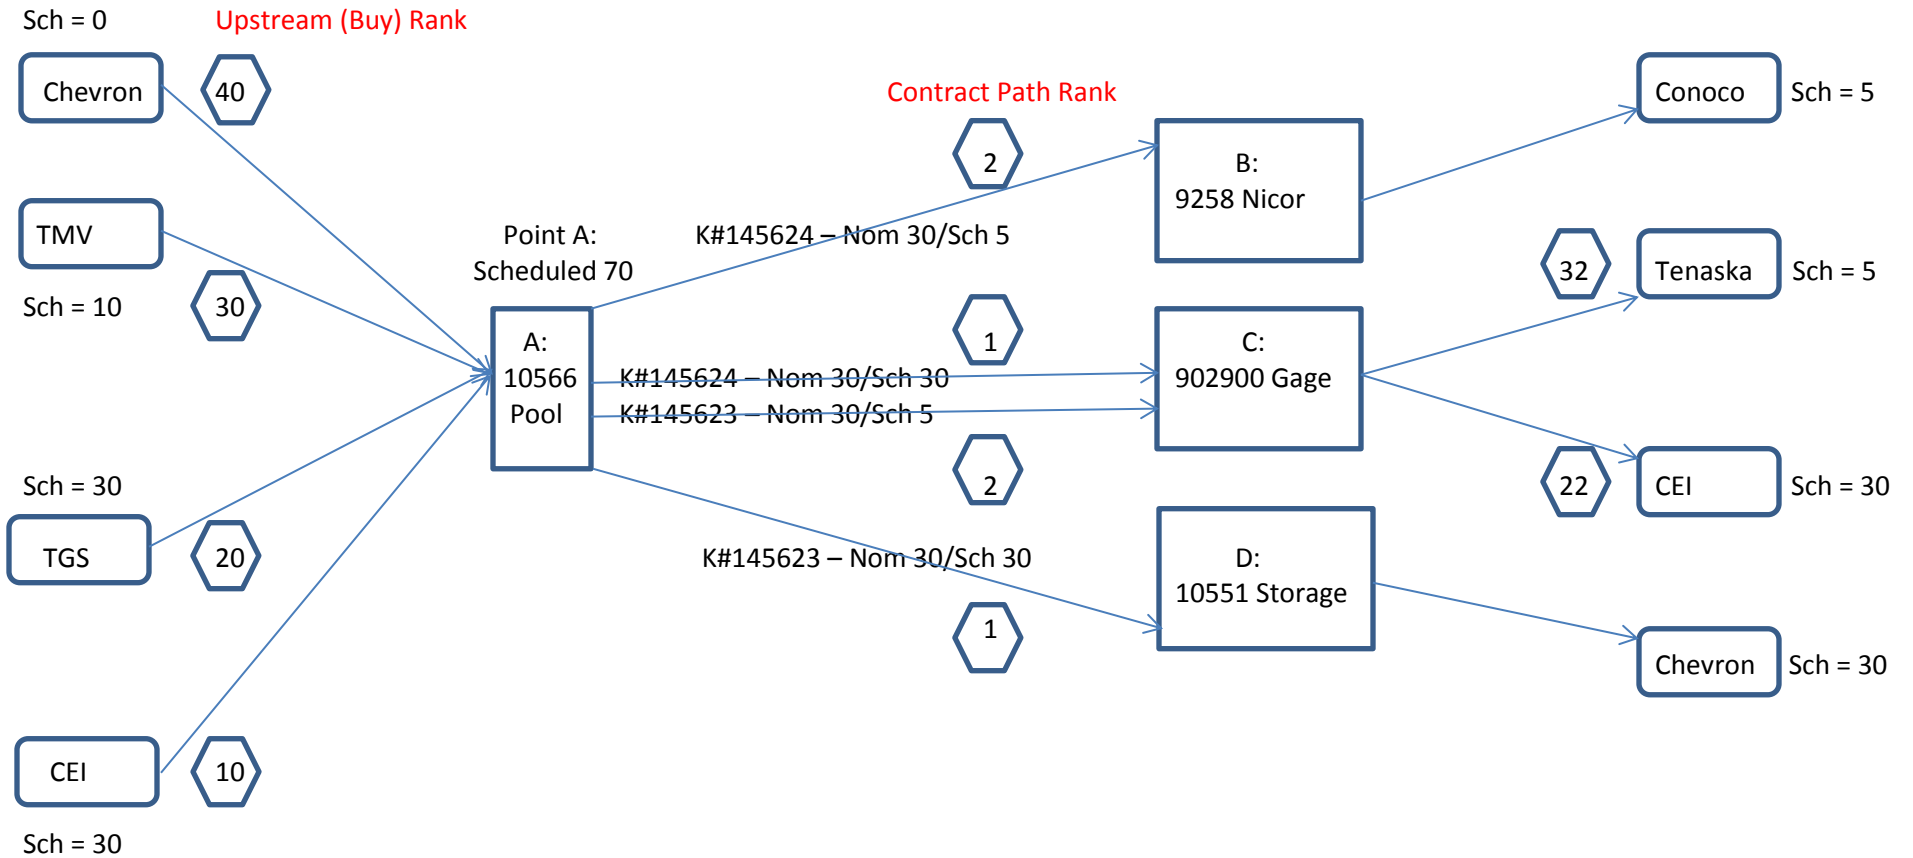 Sch = 0
Upstream (Buy) Rank
Chevron
40
Contract Path Rank
Conoco
Sch = 5
2
B:
9258 Nicor
TMV
Point A:
Scheduled 70
K#145624 – Nom 30/Sch 5
32
Tenaska
Sch = 5
Sch = 10
30
A:
10566
Pool
1
K#145624 – Nom 30/Sch 30
K#145623 – Nom 30/Sch 5
2
C:
902900 Gage
22
CEI
Sch = 30
Sch = 30
TGS
20
K#145623 – Nom 30/Sch 30
1
D:
10551 Storage
Chevron
Sch = 30
CEI
10
Sch = 30